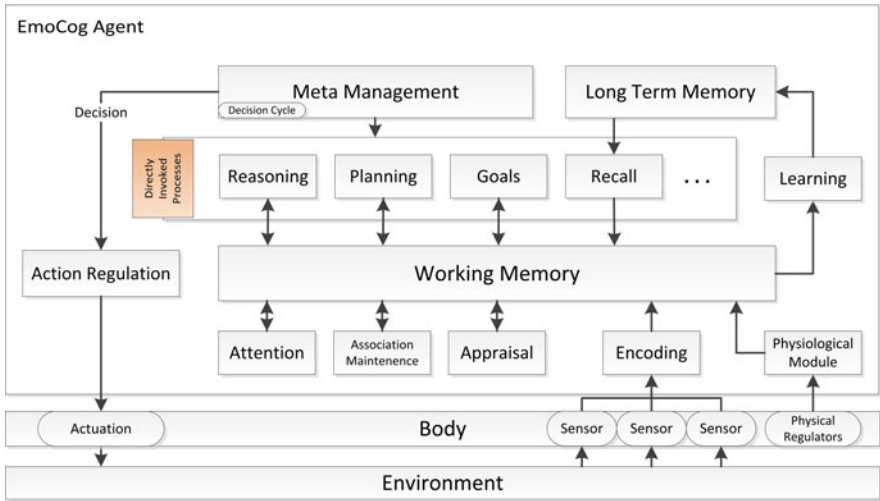 EmoCog Agent
Meta Management
Decision Cycle
Long Term Memory
Decision
Directly
Invoked
Processes
Reasoning
Planning
Goals
Recall
...
Learning
Action Regulation
Working Memory
Attention
Association
Maintenence
Appraisal
Encoding
Physiological
Module
Actuation
Body
Sensor
Sensor
Sensor
Physical
Regulators
Environment